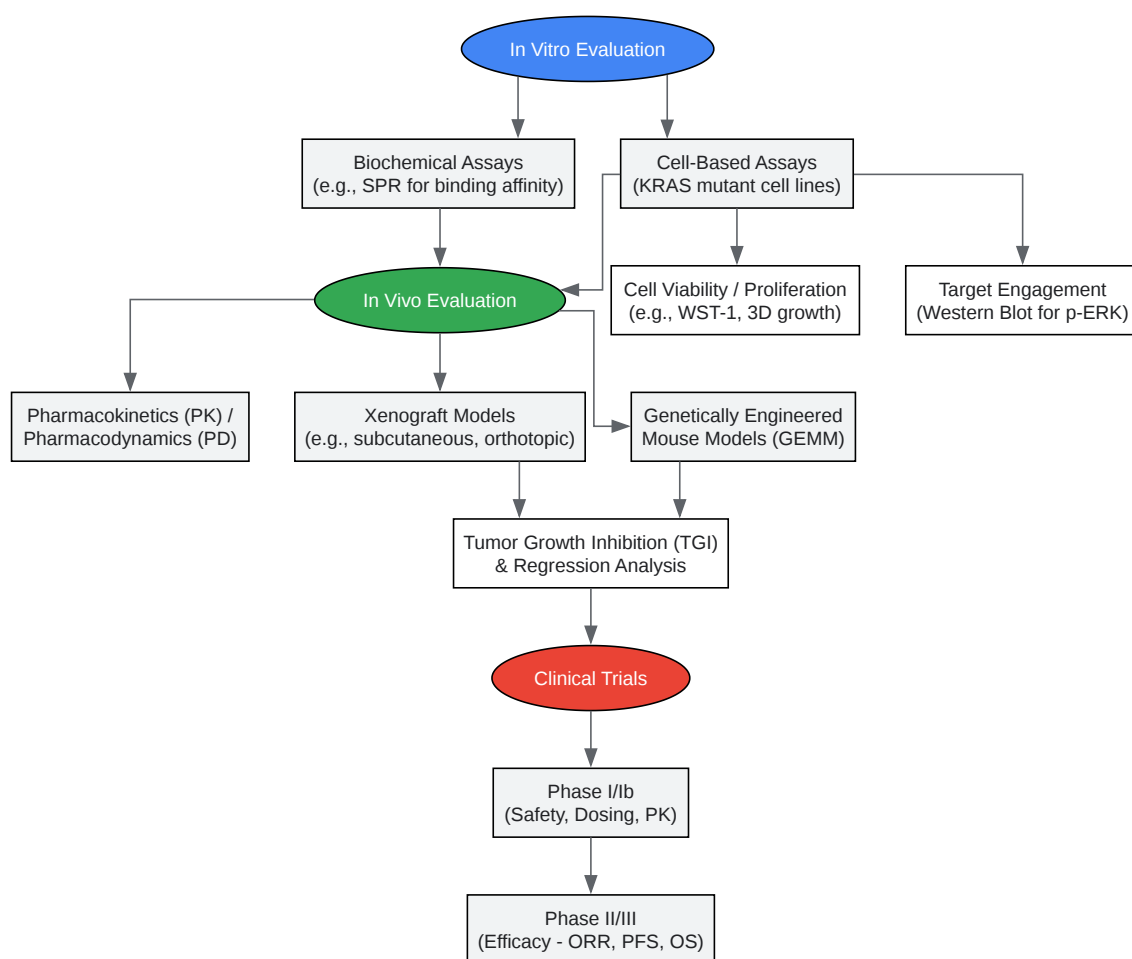 In Vitro Evaluation
Biochemical Assays
(e.g., SPR for binding affinity)
Cell-Based Assays
(KRAS mutant cell lines)
In Vivo Evaluation
Cell Viability / Proliferation
(e.g., WST-1, 3D growth)
Target Engagement
(Western Blot for p-ERK)
Pharmacokinetics (PK) /
Pharmacodynamics (PD)
Xenograft Models
(e.g., subcutaneous, orthotopic)
Genetically Engineered
Mouse Models (GEMM)
Tumor Growth Inhibition (TGI)
& Regression Analysis
Clinical Trials
Phase I/Ib
(Safety, Dosing, PK)
Phase II/III
(Efficacy - ORR, PFS, OS)